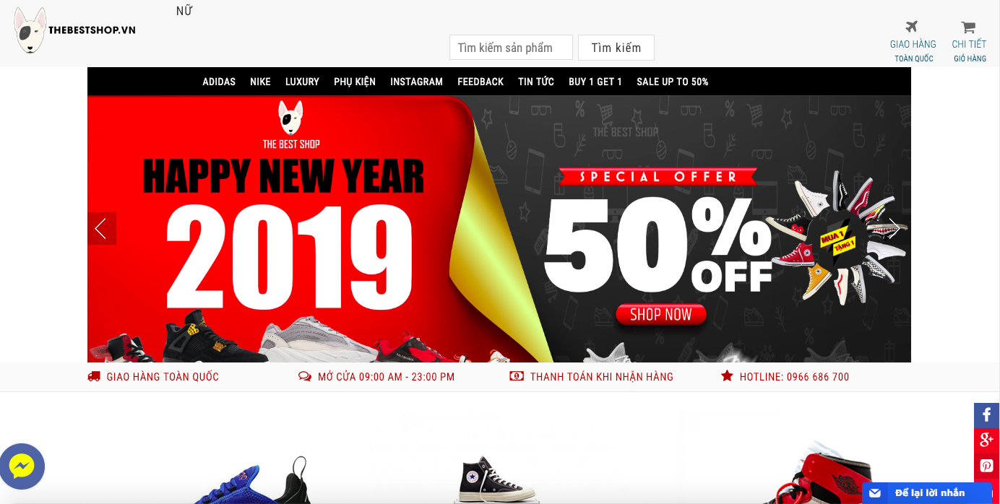 NỮ
THEBESTSHOP.VN
Tìm kiếm sản phẩm
Tìm kiếm
GIAO HÀNG
TOÀN QUỐC
CHI TIẾT
GIỎ HÀNG
ADIDAS NIKE LUXURY PHỤ KIỆN INSTAGRAM FEEDBACK TIN TỨC BUY 1 GET 1 SALE UP TO 50%
THE BEST SHOP
HAPPY NEW YEAR
2019
THE BEST SHOP
SPECIAL OFFER
50%
OFF
SHOP NOW
MUA 1
TẶNG 1
GIAO HÀNG TOÀN QUỐC
MỞ CỬA 09:00 AM - 23:00 PM
THANH TOÁN KHI NHẬN HÀNG
HOTLINE: 0966 686 700
Để lại lời nhắn